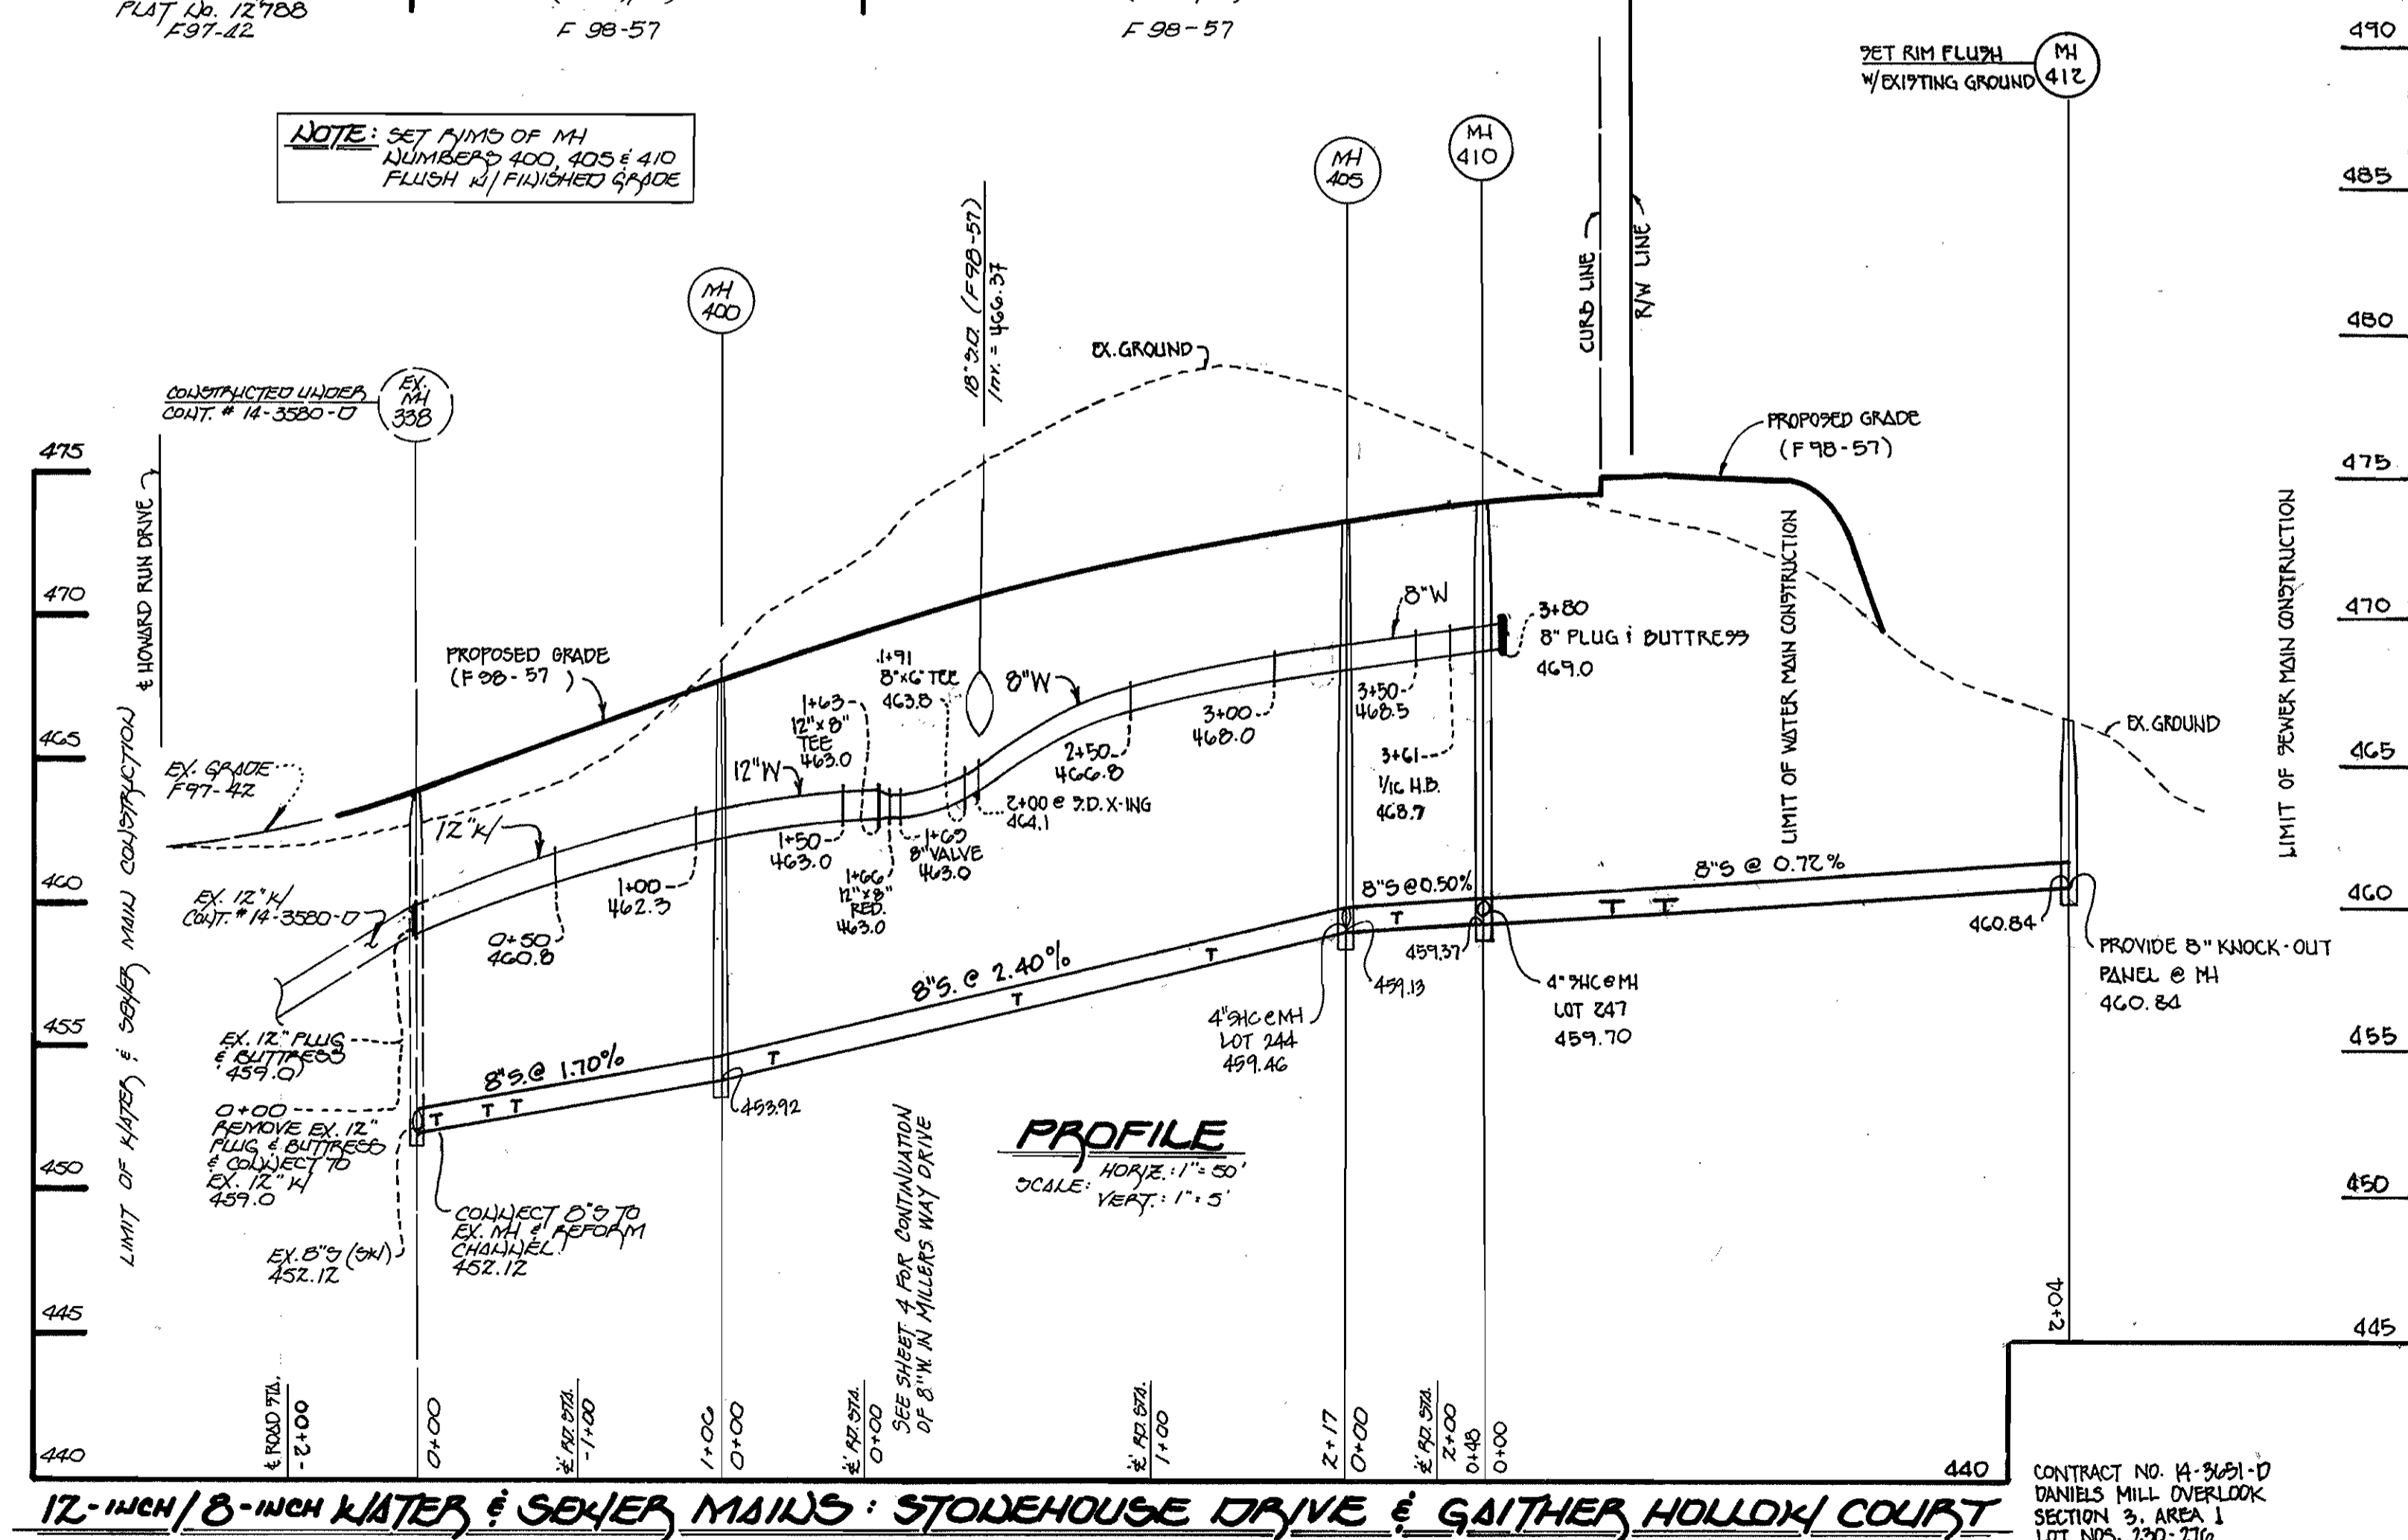 PLAT No. 12788
F97-42
F 98-57
F 98-57
490
485
480
475
470
465
460
455
450
445
440
SET RIM FLUSH
W/EXISTING GROUND
MH
412
NOTE: SET RIMS OF MH
NUMBERS 400, 405 & 410
FLUSH W/ FINISHED GRADE
MH
405
MH
410
MH
400
18" S.D. (F98-57)
INV. = 466.37
CURB LINE
R/W LINE
EX. GROUND
CONSTRUCTED UNDER
CONT. # 14-3580-D
EX.
MH
338
PROPOSED GRADE
(F 98-57)
475
470
465
460
455
450
445
440
LIMIT OF WATER & SEWER MAIN CONSTRUCTION
℄ HOWARD RUN DRIVE
PROPOSED GRADE
(F 98-57 )
EX. GRADE
F97-42
12" W
EX. 12" W
CONT. # 14-3580-D
0+50
460.8
1+00
462.3
12"W
1+50
463.0
1+63
12"x8"
TEE
463.0
1+66
12"x8"
RED.
463.0
1+69
8" VALVE
463.0
1+91
8"x6" TEE
463.8
2+00 @ S.D. X-ING
464.1
8"W
2+50
466.8
3+00
468.0
8"W
3+50
468.5
3+61
1/16 H.B.
468.7
3+80
8" PLUG & BUTTRESS
469.0
LIMIT OF WATER MAIN CONSTRUCTION
LIMIT OF SEWER MAIN CONSTRUCTION
EX. GROUND
8"S @ 0.72%
8"S @ 0.50%
8"S. @ 2.40%
8"S. @ 1.70%
T
T
T
T
T
T
T
T
T
EX. 12" PLUG
& BUTTRESS
459.0
0+00
REMOVE EX. 12"
PLUG & BUTTRESS
& CONNECT TO
EX. 12" W
459.0
EX. 8"S (SW)
452.12
CONNECT 8"S TO
EX. MH & REFORM
CHANNEL
452.12
453.92
4"SHC @ MH
LOT 244
459.46
459.13
459.37
4"SHC @ MH
LOT 247
459.70
460.84
PROVIDE 8" KNOCK-OUT
PANEL @ MH
460.84
SEE SHEET 4 FOR CONTINUATION
OF 8"W. IN MILLERS WAY DRIVE
PROFILE
SCALE: HORIZ.: 1"= 50'
VERT.: 1"= 5'
℄ ROAD STA.
-2+00
0+00
℄ RD. STA.
-1+00
1+06
0+00
℄ RD. STA.
0+00
℄ RD. STA.
1+00
2+17
0+00
℄ RD. STA.
2+00
0+48
0+00
2+04
12-INCH/8-INCH WATER & SEWER MAINS: STONEHOUSE DRIVE & GAITHER HOLLOW COURT
CONTRACT NO. 14-3651-D
DANIELS MILL OVERLOOK
SECTION 3, AREA 1
LOT NOS. 230-276